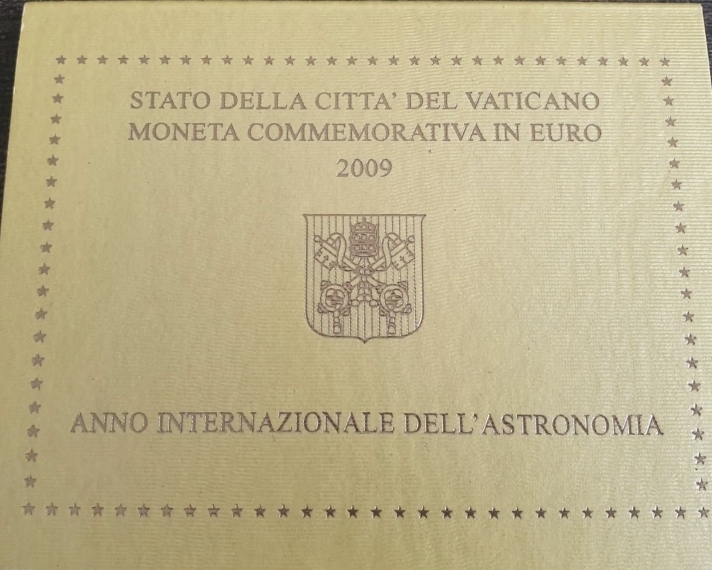 STATO DELLA CITTA' DEL VATICANO
MONETA COMMEMORATIVA IN EURO
2009
ANNO INTERNAZIONALE DELL'ASTRONOMIA